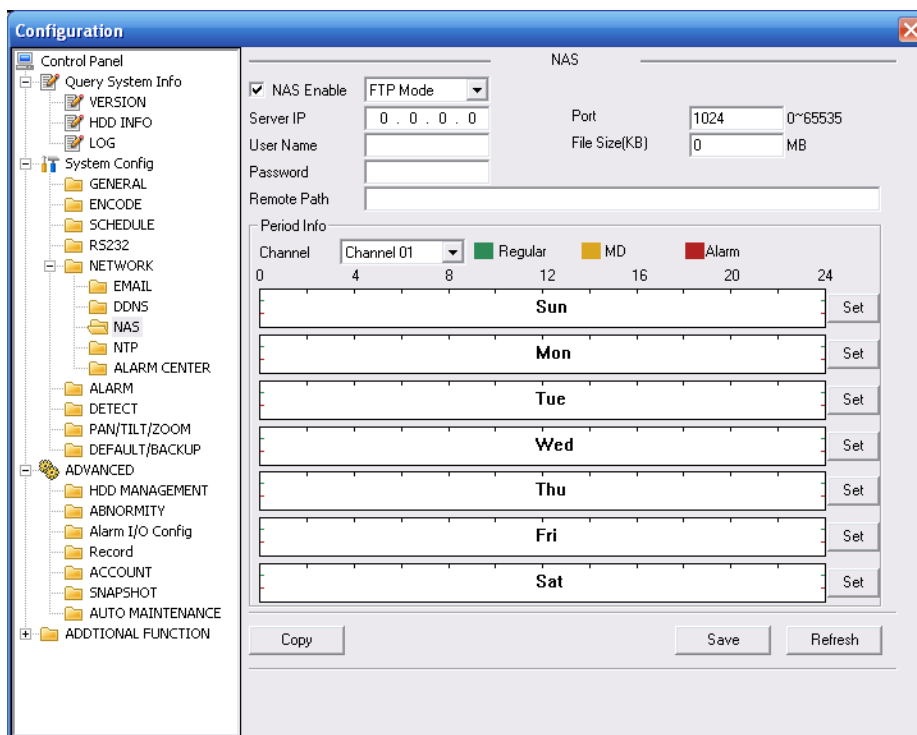 Configuration
Control Panel
Query System Info
VERSION
HDD INFO
LOG
System Config
GENERAL
ENCODE
SCHEDULE
RS232
NETWORK
EMAIL
DDNS
NAS
NTP
ALARM CENTER
ALARM
DETECT
PAN/TILT/ZOOM
DEFAULT/BACKUP
ADVANCED
HDD MANAGEMENT
ABNORMITY
Alarm I/O Config
Record
ACCOUNT
SNAPSHOT
AUTO MAINTENANCE
ADDTIONAL FUNCTION
NAS
NAS Enable FTP Mode
Server IP 0 . 0 . 0 . 0 Port 1024 0~65535
User Name File Size(KB) 0 MB
Password
Remote Path
Period Info
Channel Channel 01 Regular MD Alarm
0 4 8 12 16 20 24
Sun Set
Mon Set
Tue Set
Wed Set
Thu Set
Fri Set
Sat Set
Copy Save Refresh